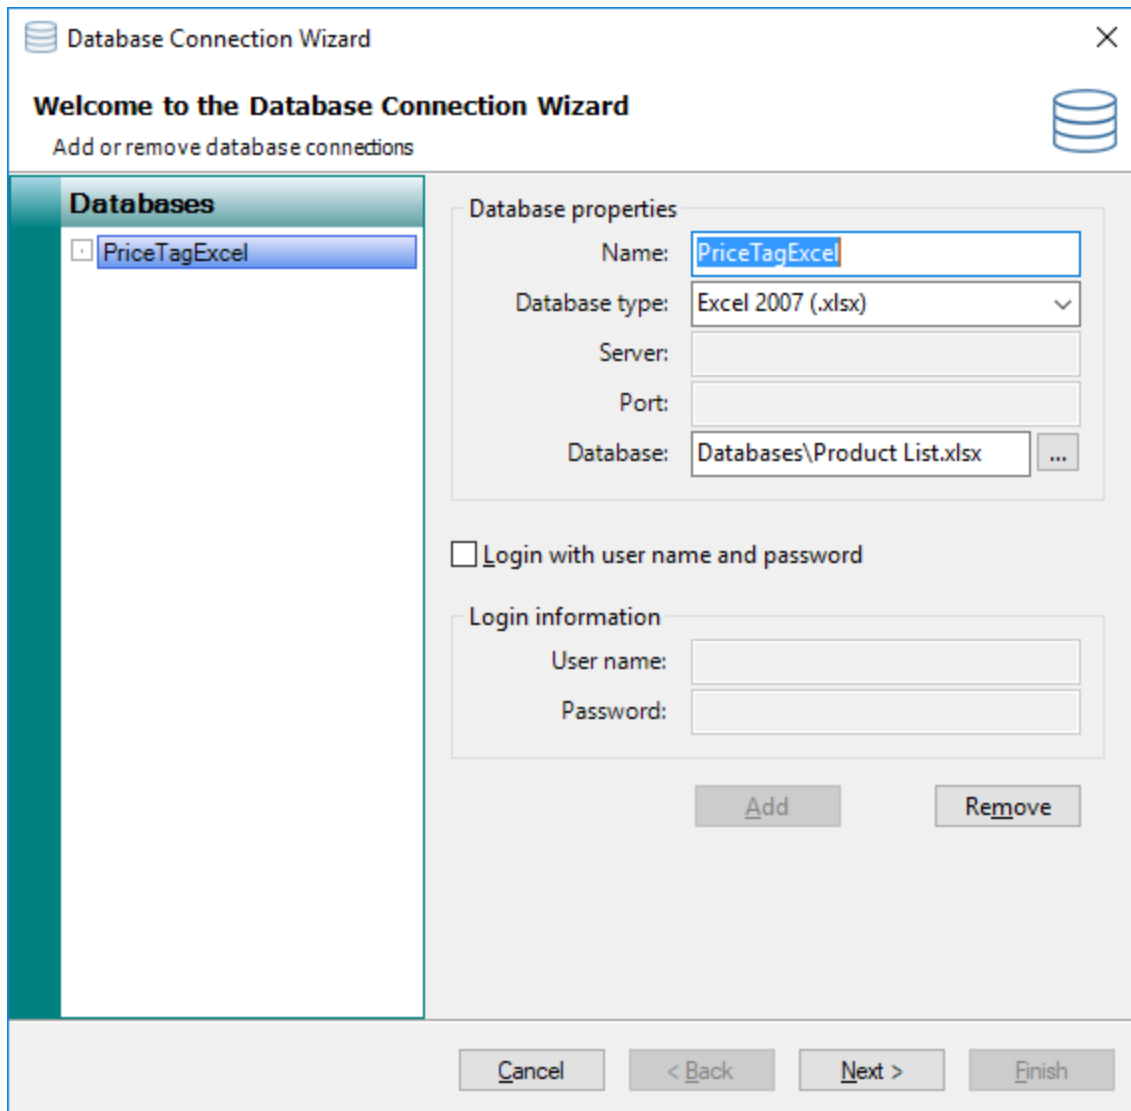 Database Connection Wizard
Welcome to the Database Connection Wizard
Add or remove database connections
Databases
PriceTagExcel
Database properties
Name: PriceTagExcel
Database type: Excel 2007 (.xlsx)
Server:
Port:
Database: Databases\Product List.xlsx ...
Login with user name and password
Login information
User name:
Password:
Add Remove
Cancel < Back Next > Finish